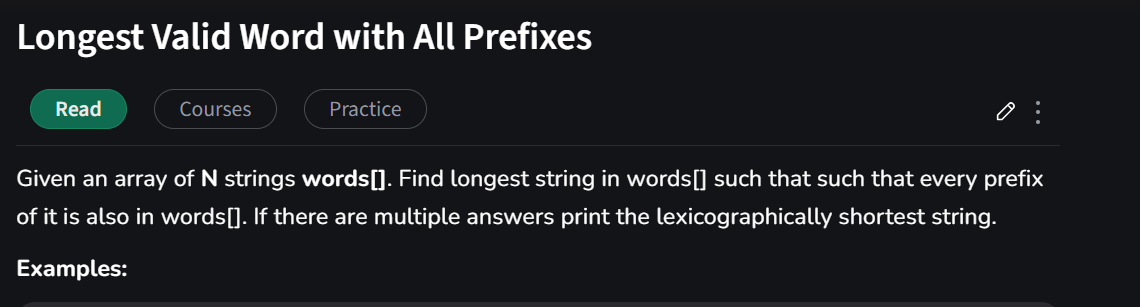 Longest Valid Word with All Prefixes
Read Courses Practice
Given an array of N strings words[]. Find longest string in words[] such that such that every prefix
of it is also in words[]. If there are multiple answers print the lexicographically shortest string.
Examples: